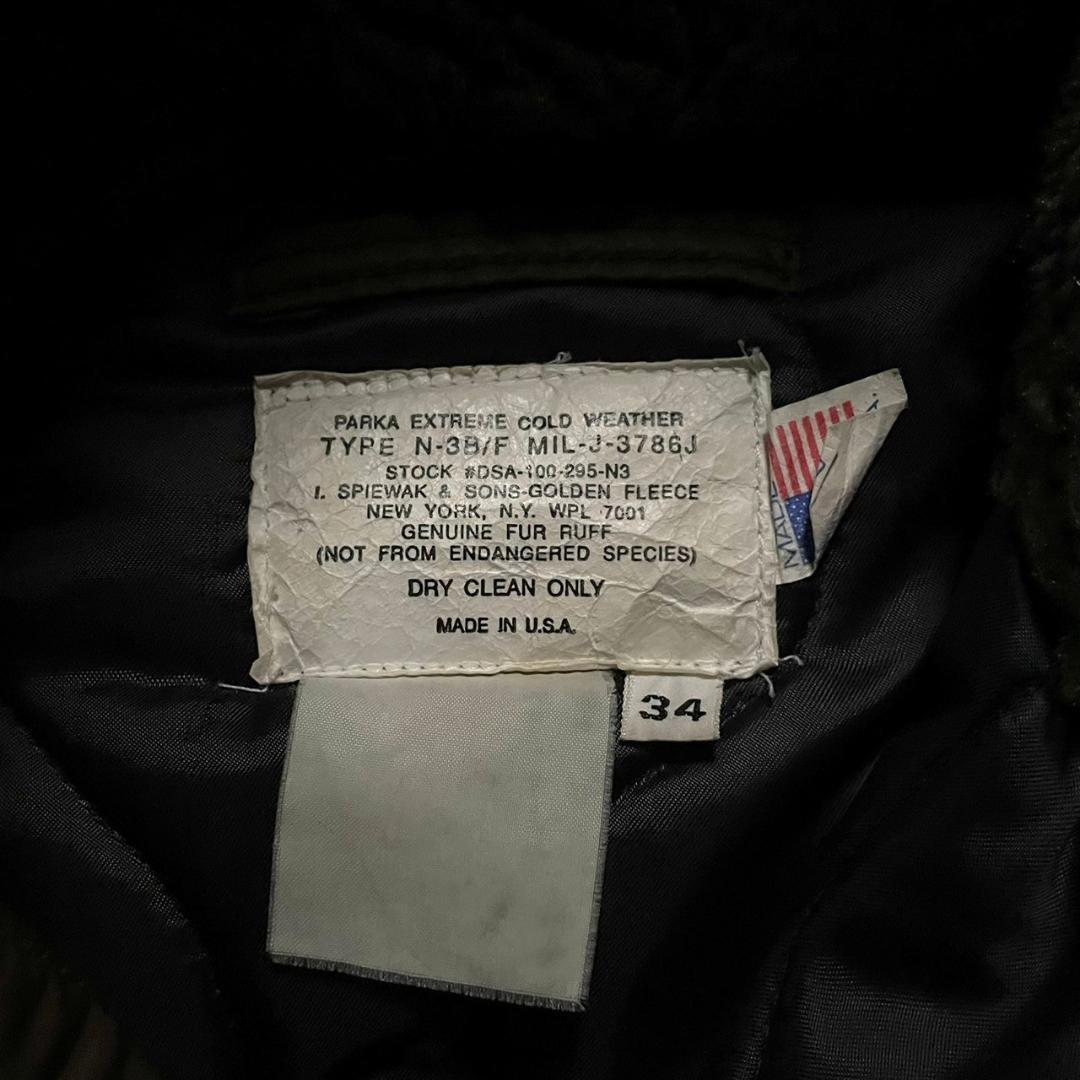 PARKA EXTREME COLD WEATHER
TYPE N-3B/F MIL-J-3786J
STOCK #DSA-100-295-N3
I. SPIEWAK & SONS-GOLDEN FLEECE
NEW YORK, N.Y. WPL 7001
GENUINE FUR RUFF
(NOT FROM ENDANGERED SPECIES)
DRY CLEAN ONLY
MADE IN U.S.A.
MADE
34